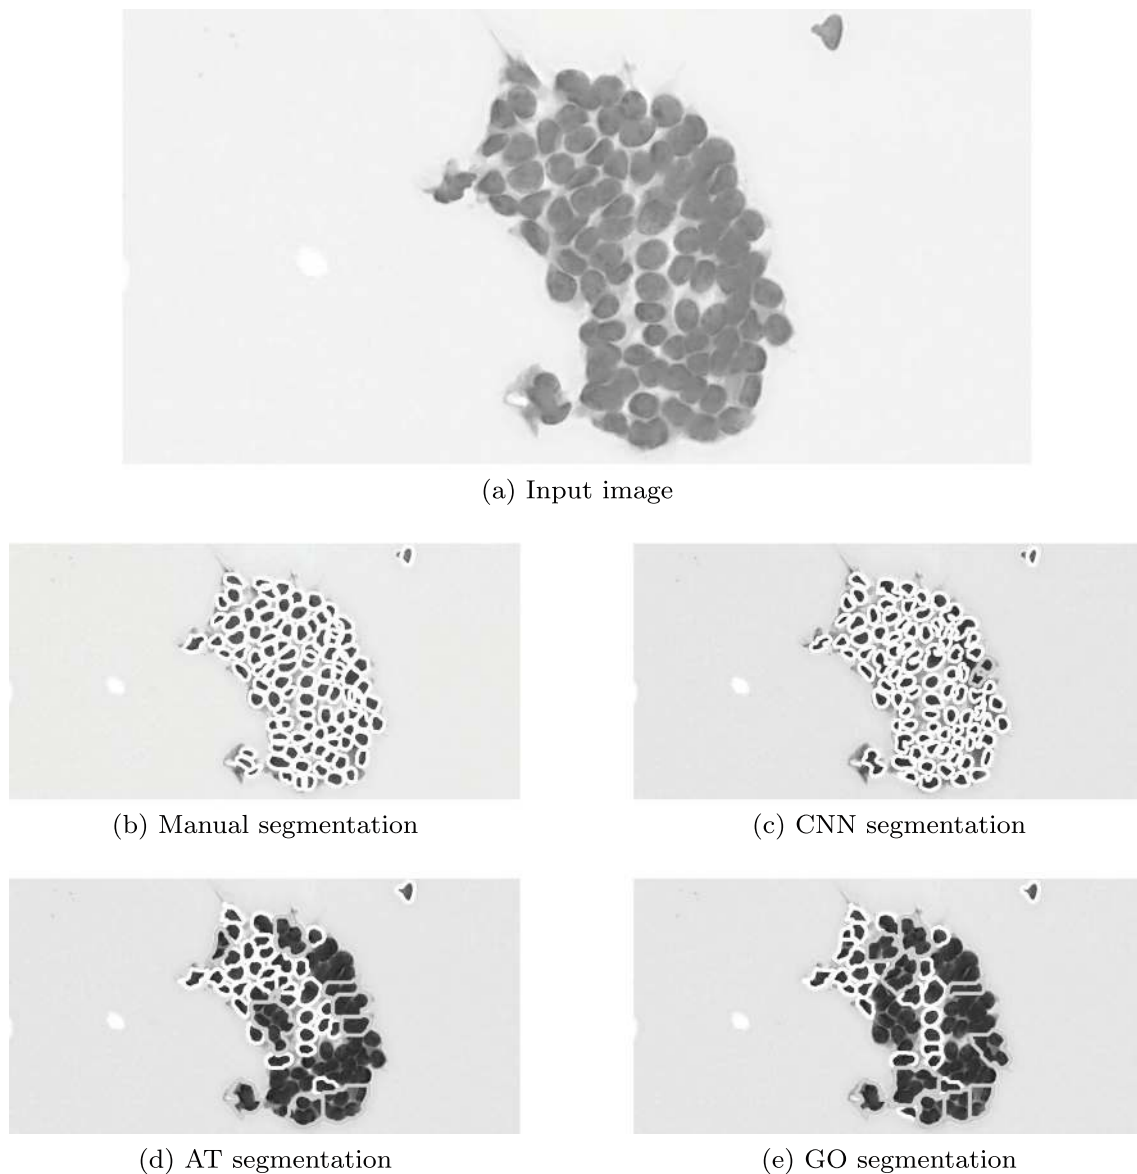 (a) Input image
(b) Manual segmentation
(c) CNN segmentation
(d) AT segmentation
(e) GO segmentation